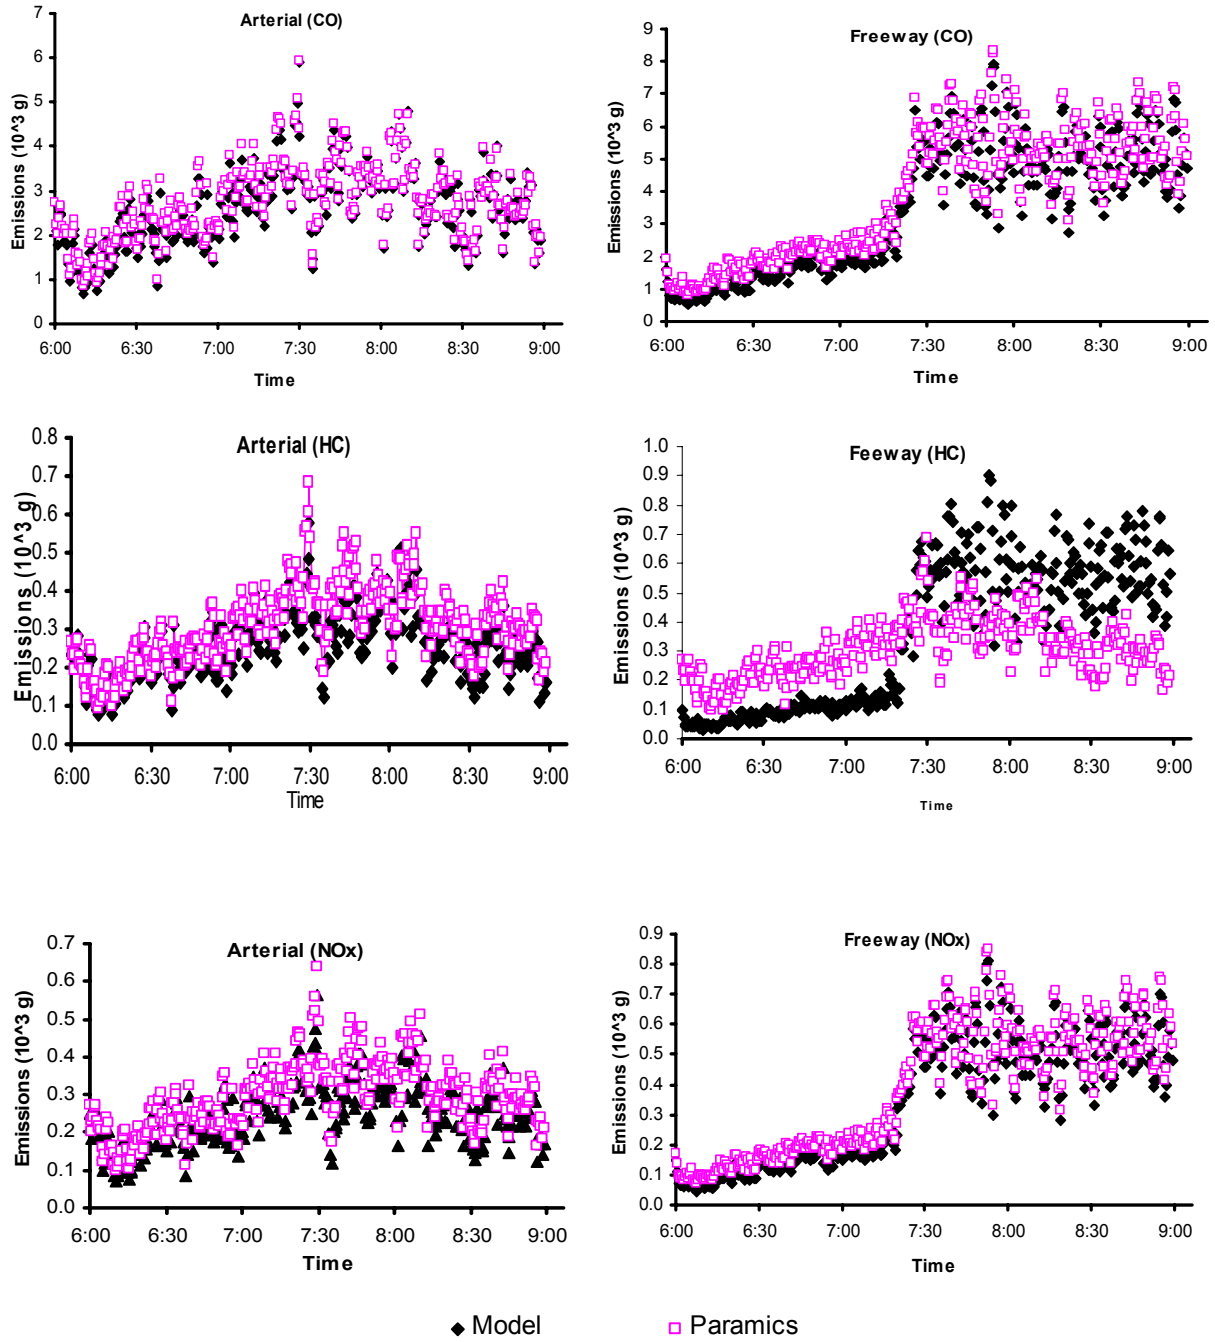 Arterial (CO)
Emissions (10^3 g)
7
6
5
4
3
2
1
0
6:00 6:30 7:00 7:30 8:00 8:30 9:00
Time
Freeway (CO)
Emissions (10^3 g)
9
8
7
6
5
4
3
2
1
0
6:00 6:30 7:00 7:30 8:00 8:30 9:00
Time
Arterial (HC)
Emissions (10^3 g)
0.8
0.7
0.6
0.5
0.4
0.3
0.2
0.1
0.0
6:00 6:30 7:00 7:30 8:00 8:30 9:00
Time
Feeway (HC)
Emissions (10^3 g)
1.0
0.9
0.8
0.7
0.6
0.5
0.4
0.3
0.2
0.1
0.0
6:00 6:30 7:00 7:30 8:00 8:30 9:00
Time
Arterial (NOx)
Emissions (10^3 g)
0.7
0.6
0.5
0.4
0.3
0.2
0.1
0.0
6:00 6:30 7:00 7:30 8:00 8:30 9:00
Time
Freeway (NOx)
Emissions (10^3 g)
0.9
0.8
0.7
0.6
0.5
0.4
0.3
0.2
0.1
0.0
6:00 6:30 7:00 7:30 8:00 8:30 9:00
Time
Model Paramics